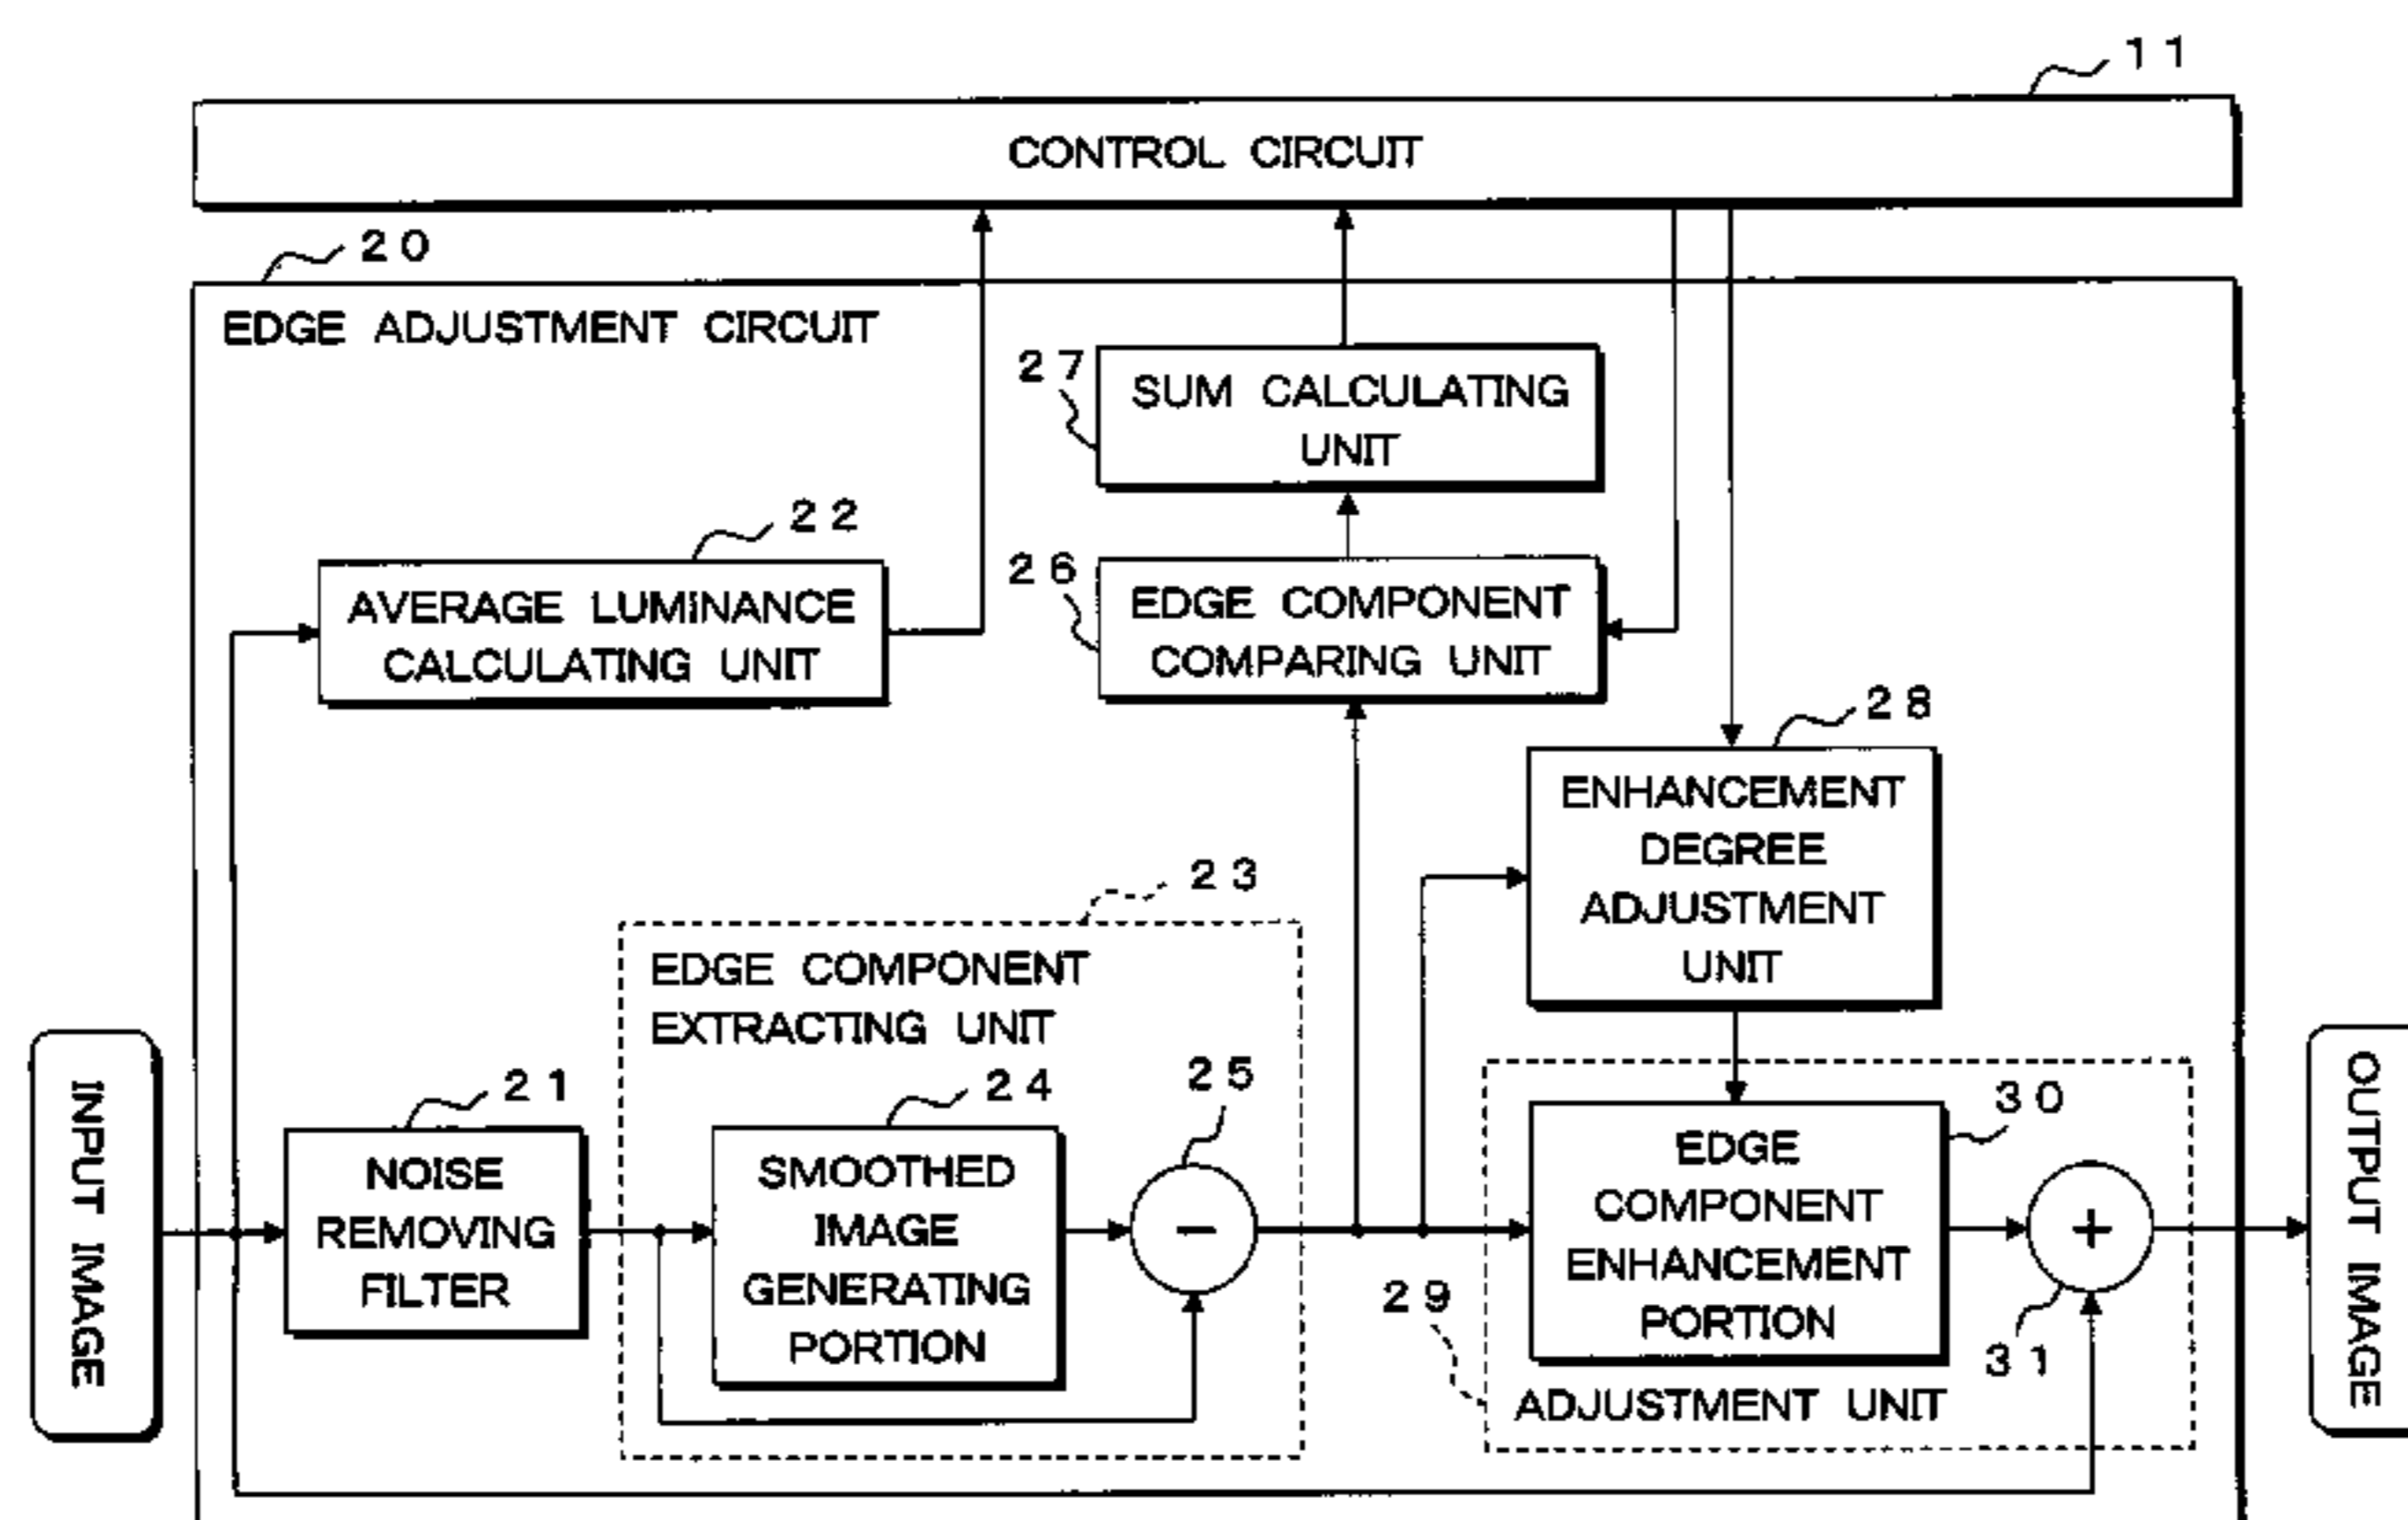 11
CONTROL CIRCUIT
20
EDGE ADJUSTMENT CIRCUIT
27
SUM CALCULATING
UNIT
22
AVERAGE LUMINANCE
CALCULATING UNIT
26
EDGE COMPONENT
COMPARING UNIT
28
ENHANCEMENT
DEGREE
ADJUSTMENT
UNIT
23
EDGE COMPONENT
EXTRACTING UNIT
INPUT IMAGE
21
NOISE
REMOVING
FILTER
24
SMOOTHED
IMAGE
GENERATING
PORTION
25
−
30
EDGE
COMPONENT
ENHANCEMENT
PORTION
+
31
29
ADJUSTMENT UNIT
OUTPUT IMAGE